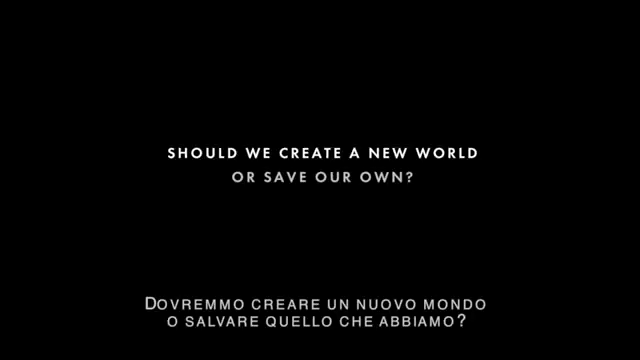 SHOULD WE CREATE A NEW WORLD
OR SAVE OUR OWN?
DOVREMMO CREARE UN NUOVO MONDO
O SALVARE QUELLO CHE ABBIAMO?